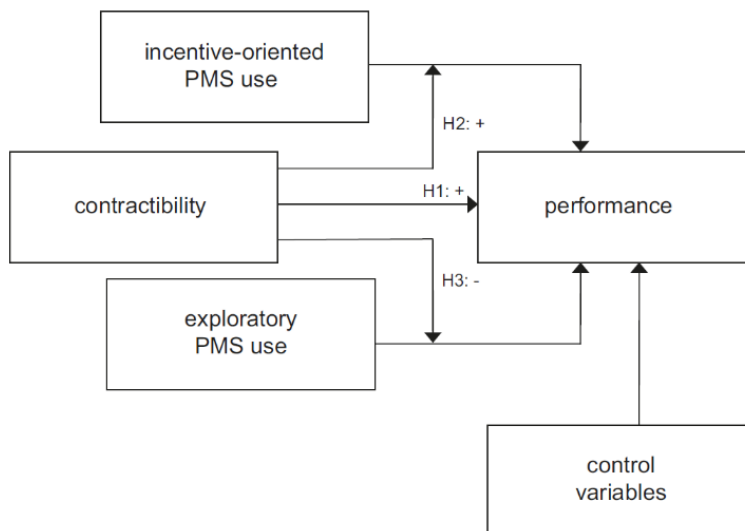 incentive-oriented
PMS use
H2: +
contractibility
H1: +
performance
H3: -
exploratory
PMS use
control
variables